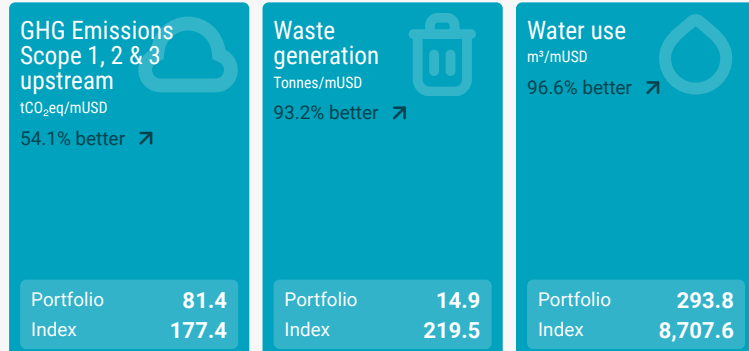 GHG Emissions
Scope 1, 2 & 3
upstream
tCO₂eq/mUSD
54.1% better
Portfolio 81.4
Index 177.4
Waste
generation
Tonnes/mUSD
93.2% better
Portfolio 14.9
Index 219.5
Water use
m³/mUSD
96.6% better
Portfolio 293.8
Index 8,707.6